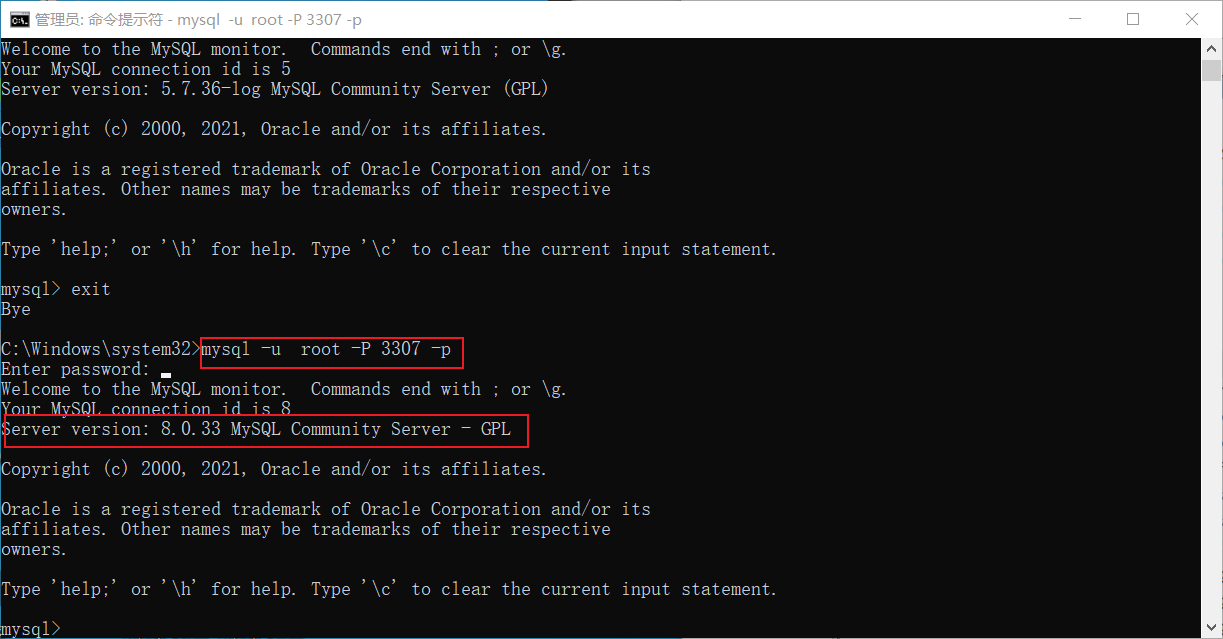 管理员: 命令提示符 - mysql -u root -P 3307 -p
Welcome to the MySQL monitor.  Commands end with ; or \g.
Your MySQL connection id is 5
Server version: 5.7.36-log MySQL Community Server (GPL)
Copyright (c) 2000, 2021, Oracle and/or its affiliates.
Oracle is a registered trademark of Oracle Corporation and/or its
affiliates. Other names may be trademarks of their respective
owners.
Type 'help;' or '\h' for help. Type '\c' to clear the current input statement.
mysql> exit
Bye
C:\Windows\system32>mysql -u  root -P 3307 -p
Enter password:
Welcome to the MySQL monitor.  Commands end with ; or \g.
Your MySQL connection id is 8
Server version: 8.0.33 MySQL Community Server - GPL
Copyright (c) 2000, 2021, Oracle and/or its affiliates.
Oracle is a registered trademark of Oracle Corporation and/or its
affiliates. Other names may be trademarks of their respective
owners.
Type 'help;' or '\h' for help. Type '\c' to clear the current input statement.
mysql>